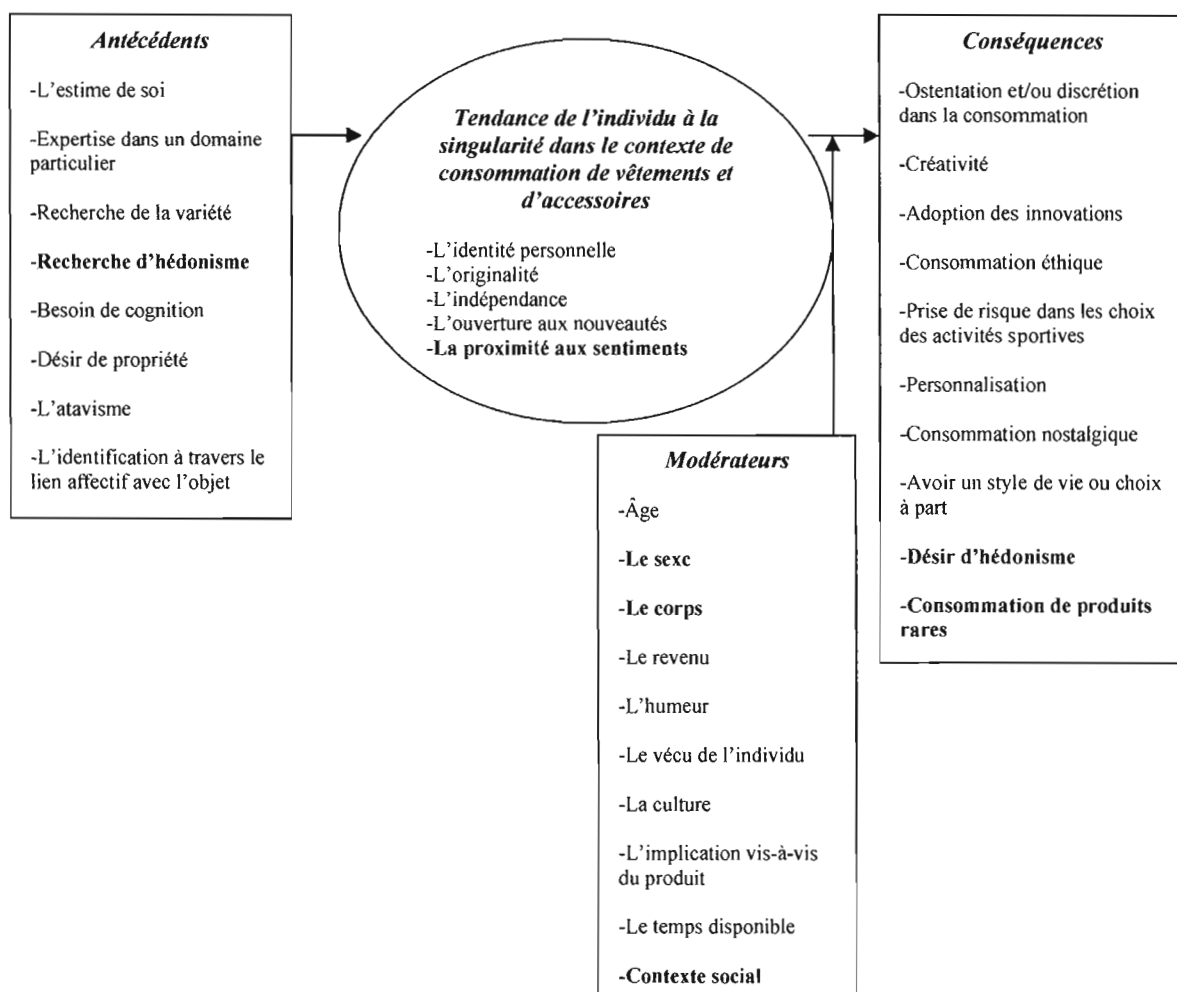 Antécédents
-L'estime de soi
-Expertise dans un domaine
particulier
-Recherche de la variété
-Recherche d'hédonisme
-Besoin de cognition
-Désir de propriété
-L'atavisme
-L'identification à travers le
lien affectif avec l'objet
Tendance de l'individu à la
singularité dans le contexte de
consommation de vêtements et
d'accessoires
-L'identité personnelle
-L'originalité
-L'indépendance
-L'ouverture aux nouveautés
-La proximité aux sentiments
Conséquences
-Ostentation et/ou discrétion
dans la consommation
-Créativité
-Adoption des innovations
-Consommation éthique
-Prise de risque dans les choix
des activités sportives
-Personnalisation
-Consommation nostalgique
-Avoir un style de vie ou choix
à part
-Désir d'hédonisme
-Consommation de produits
rares
Modérateurs
-Âge
-Le sexe
-Le corps
-Le revenu
-L'humeur
-Le vécu de l'individu
-La culture
-L'implication vis-à-vis
du produit
-Le temps disponible
-Contexte social